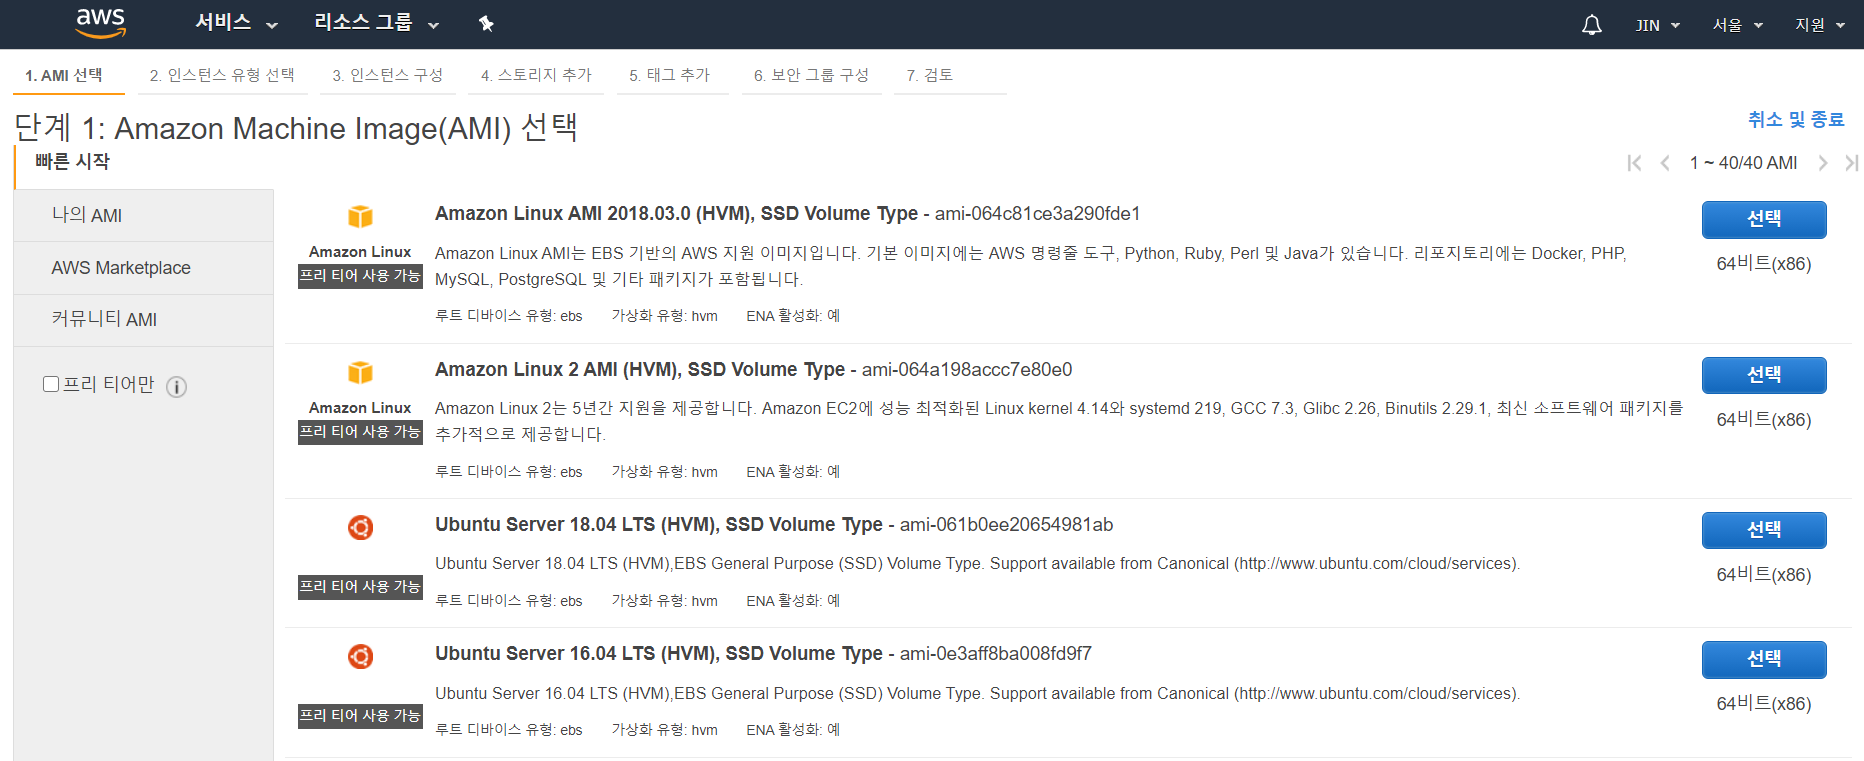 aws 서비스 리소스 그룹 JIN 서울 지원
1. AMI 선택 2. 인스턴스 유형 선택 3. 인스턴스 구성 4. 스토리지 추가 5. 태그 추가 6. 보안 그룹 구성 7. 검토
단계 1: Amazon Machine Image(AMI) 선택
취소 및 종료
빠른 시작
1 ~ 40/40 AMI
나의 AMI
AWS Marketplace
커뮤니티 AMI
프리 티어만
Amazon Linux
프리 티어 사용 가능
Amazon Linux AMI 2018.03.0 (HVM), SSD Volume Type - ami-064c81ce3a290fde1
Amazon Linux AMI는 EBS 기반의 AWS 지원 이미지입니다. 기본 이미지에는 AWS 명령줄 도구, Python, Ruby, Perl 및 Java가 있습니다. 리포지토리에는 Docker, PHP,
MySQL, PostgreSQL 및 기타 패키지가 포함됩니다.
루트 디바이스 유형: ebs 가상화 유형: hvm ENA 활성화: 예
선택
64비트(x86)
Amazon Linux
프리 티어 사용 가능
Amazon Linux 2 AMI (HVM), SSD Volume Type - ami-064a198accc7e80e0
Amazon Linux 2는 5년간 지원을 제공합니다. Amazon EC2에 성능 최적화된 Linux kernel 4.14와 systemd 219, GCC 7.3, Glibc 2.26, Binutils 2.29.1, 최신 소프트웨어 패키지를
추가적으로 제공합니다.
루트 디바이스 유형: ebs 가상화 유형: hvm ENA 활성화: 예
선택
64비트(x86)
프리 티어 사용 가능
Ubuntu Server 18.04 LTS (HVM), SSD Volume Type - ami-061b0ee20654981ab
Ubuntu Server 18.04 LTS (HVM),EBS General Purpose (SSD) Volume Type. Support available from Canonical (http://www.ubuntu.com/cloud/services).
루트 디바이스 유형: ebs 가상화 유형: hvm ENA 활성화: 예
선택
64비트(x86)
프리 티어 사용 가능
Ubuntu Server 16.04 LTS (HVM), SSD Volume Type - ami-0e3aff8ba008fd9f7
Ubuntu Server 16.04 LTS (HVM),EBS General Purpose (SSD) Volume Type. Support available from Canonical (http://www.ubuntu.com/cloud/services).
루트 디바이스 유형: ebs 가상화 유형: hvm ENA 활성화: 예
선택
64비트(x86)